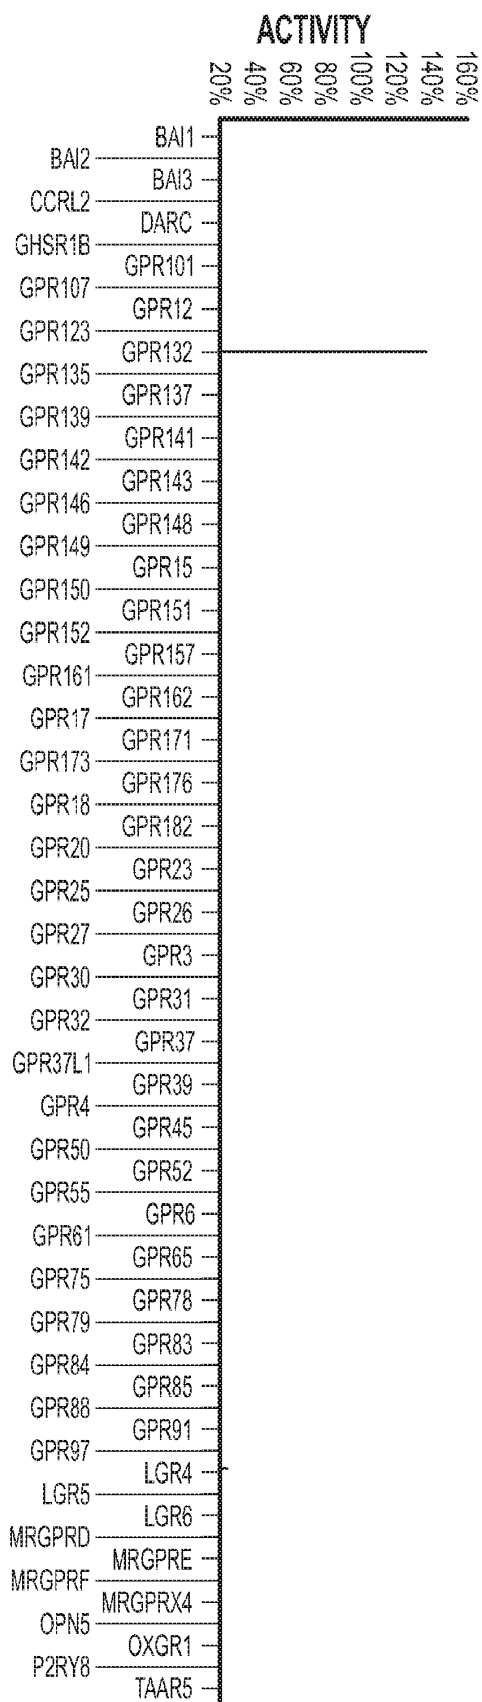 ACTIVITY
20%
40%
60%
80%
100%
120%
140%
160%
BAI1
BAI2
BAI3
CCRL2
DARC
GHSR1B
GPR101
GPR107
GPR12
GPR123
GPR132
GPR135
GPR137
GPR139
GPR141
GPR142
GPR143
GPR146
GPR148
GPR149
GPR15
GPR150
GPR151
GPR152
GPR157
GPR161
GPR162
GPR17
GPR171
GPR173
GPR176
GPR18
GPR182
GPR20
GPR23
GPR25
GPR26
GPR27
GPR3
GPR30
GPR31
GPR32
GPR37
GPR37L1
GPR39
GPR4
GPR45
GPR50
GPR52
GPR55
GPR6
GPR61
GPR65
GPR75
GPR78
GPR79
GPR83
GPR84
GPR85
GPR88
GPR91
GPR97
LGR4
LGR5
LGR6
MRGPRD
MRGPRE
MRGPRF
MRGPRX4
OPN5
OXGR1
P2RY8
TAAR5